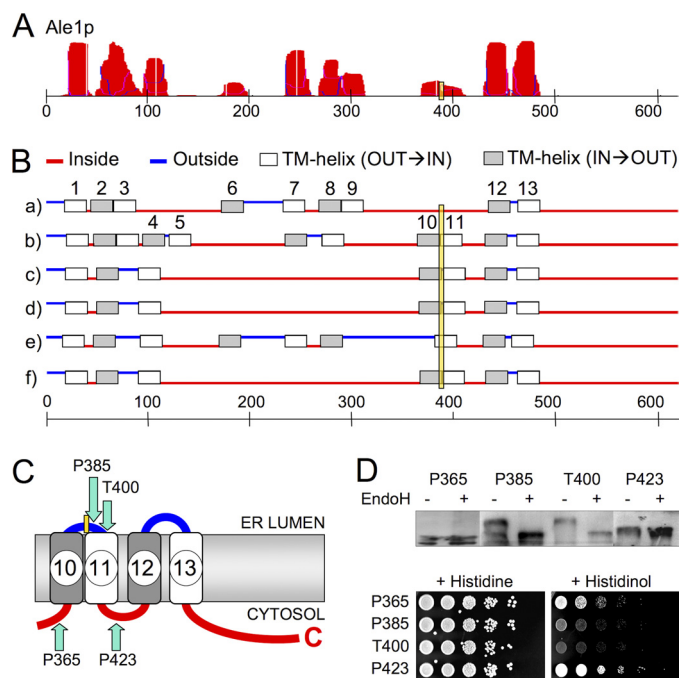 A
Ale1p
0 100 200 300 400 500 600
B
Inside Outside TM-helix (OUT→IN) TM-helix (IN→OUT)
1 2 3 6 7 8 9 12 13
a)
4 5 10 11
b)
c)
d)
e)
f)
0 100 200 300 400 500 600
C
P385
T400
ER LUMEN
10 11 12 13
CYTOSOL
C
P365 P423
D
P365 P385 T400 P423
EndoH - + - + - + - +
+ Histidine + Histidinol
P365
P385
T400
P423